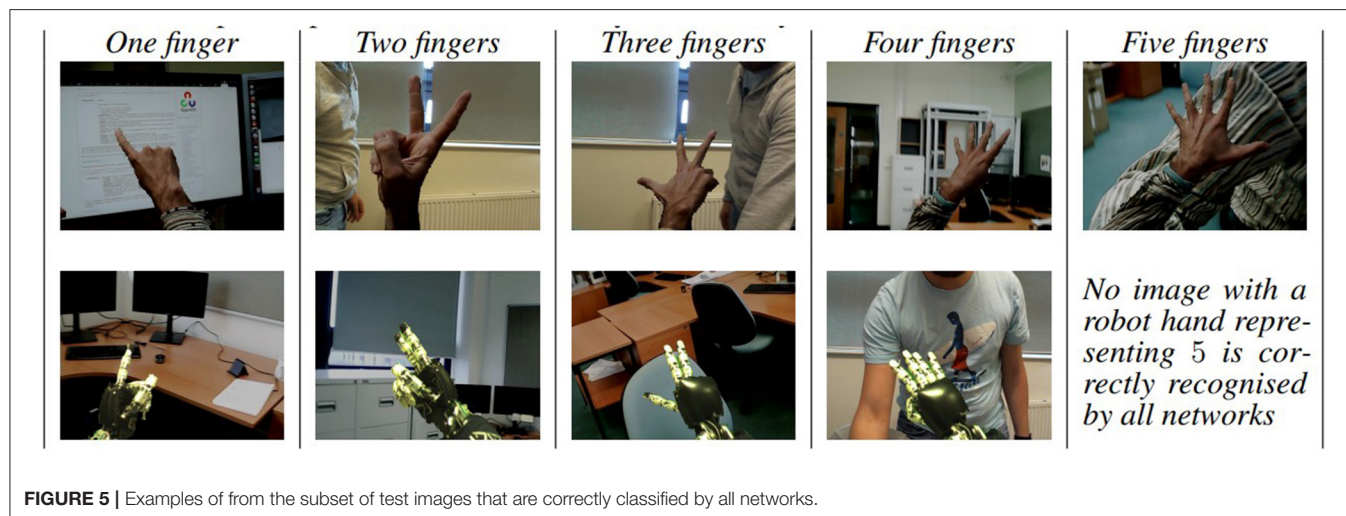 One finger
Two fingers
Three fingers
Four fingers
Five fingers
No image with a
robot hand repre-
senting 5 is cor-
rectly recognised
by all networks
FIGURE 5 | Examples of from the subset of test images that are correctly classified by all networks.